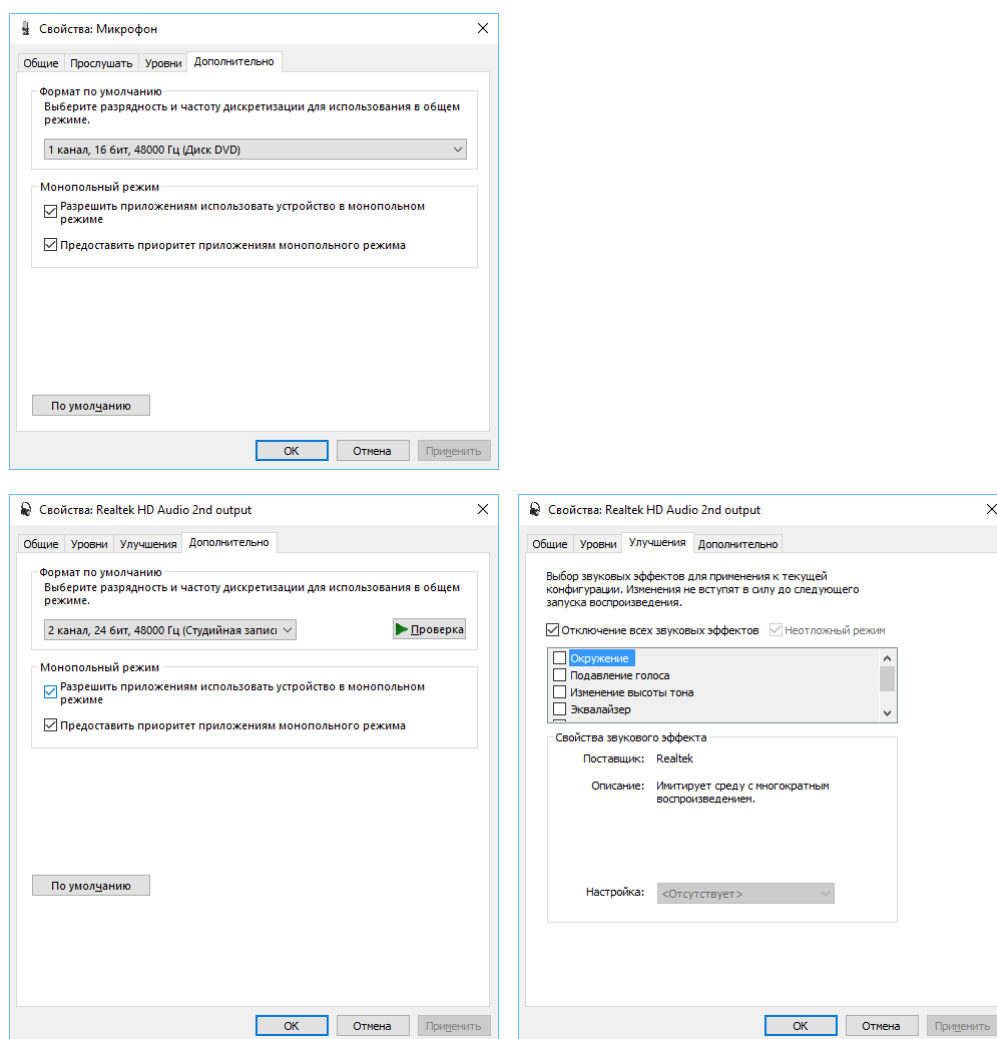 Свойства: Микрофон
Общие Прослушать Уровни Дополнительно
Формат по умолчанию
Выберите разрядность и частоту дискретизации для использования в общем
режиме.
1 канал, 16 бит, 48000 Гц (Диск DVD)
Монопольный режим
Разрешить приложениям использовать устройство в монопольном
режиме
Предоставить приоритет приложениям монопольного режима
По умолчанию
ОК Отмена Применить
Свойства: Realtek HD Audio 2nd output
Общие Уровни Улучшения Дополнительно
Формат по умолчанию
Выберите разрядность и частоту дискретизации для использования в общем
режиме.
2 канал, 24 бит, 48000 Гц (Студийная запись
Проверка
Монопольный режим
Разрешить приложениям использовать устройство в монопольном
режиме
Предоставить приоритет приложениям монопольного режима
По умолчанию
ОК Отмена Применить
Свойства: Realtek HD Audio 2nd output
Общие Уровни Улучшения Дополнительно
Выбор звуковых эффектов для применения к текущей
конфигурации. Изменения не вступят в силу до следующего
запуска воспроизведения.
Отключение всех звуковых эффектов Неотложный режим
Окружение
Подавление голоса
Изменение высоты тона
Эквалайзер
Свойства звукового эффекта
Поставщик: Realtek
Описание: Имитирует среду с многократным
воспроизведением.
Настройка: <Отсутствует>
ОК Отмена Применить